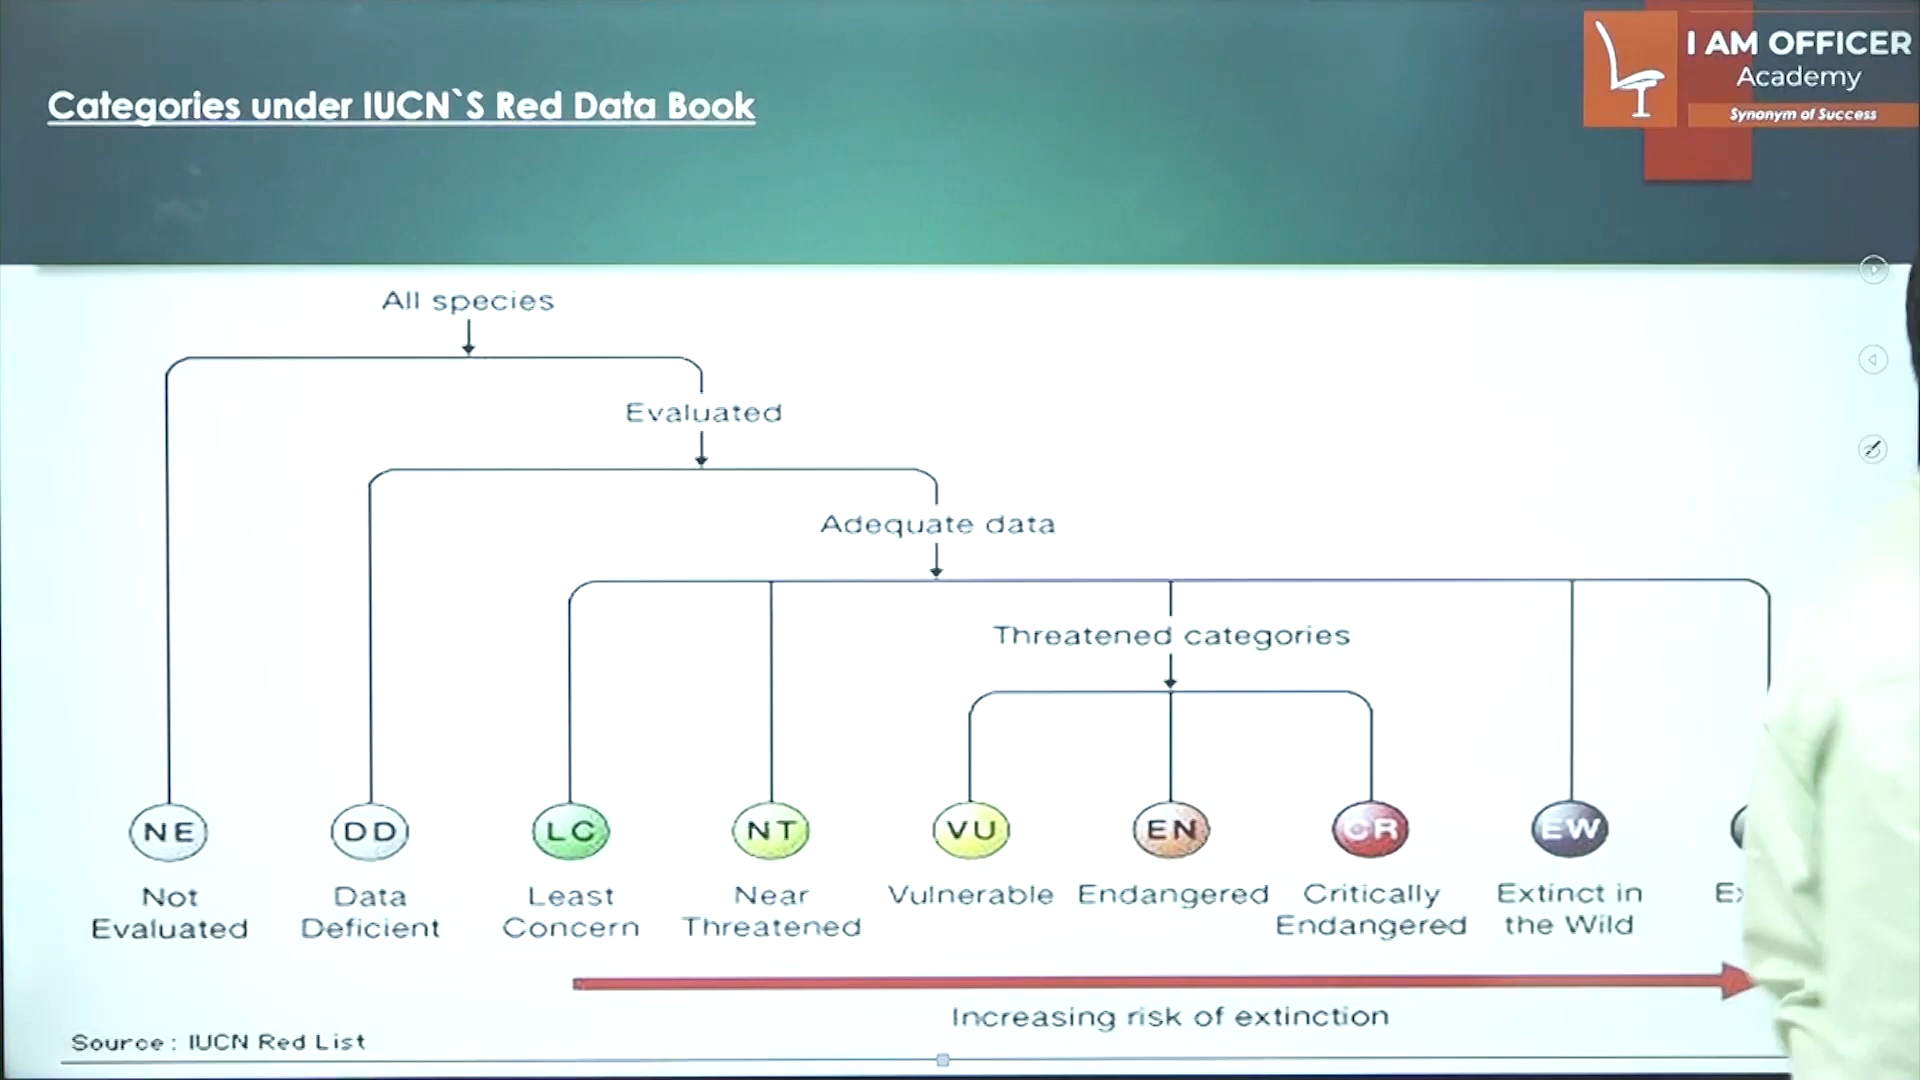 I AM OFFICER
Academy
Synonym of Success
Categories under IUCN`S Red Data Book
All species
Evaluated
Adequate data
Threatened categories
NE
DD
LC
NT
VU
EN
CR
EW
Not
Evaluated
Data
Deficient
Least
Concern
Near
Threatened
Vulnerable
Endangered
Critically
Endangered
Extinct in
the Wild
Increasing risk of extinction
Source : IUCN Red List